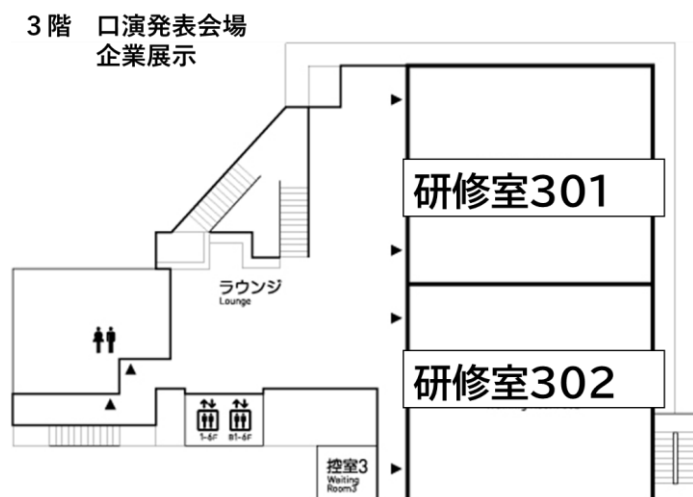 3階　口演発表会場
企業展示
研修室301
ラウンジ
Lounge
研修室302
1-6F
B1-6F
控室3
Waiting
Room3